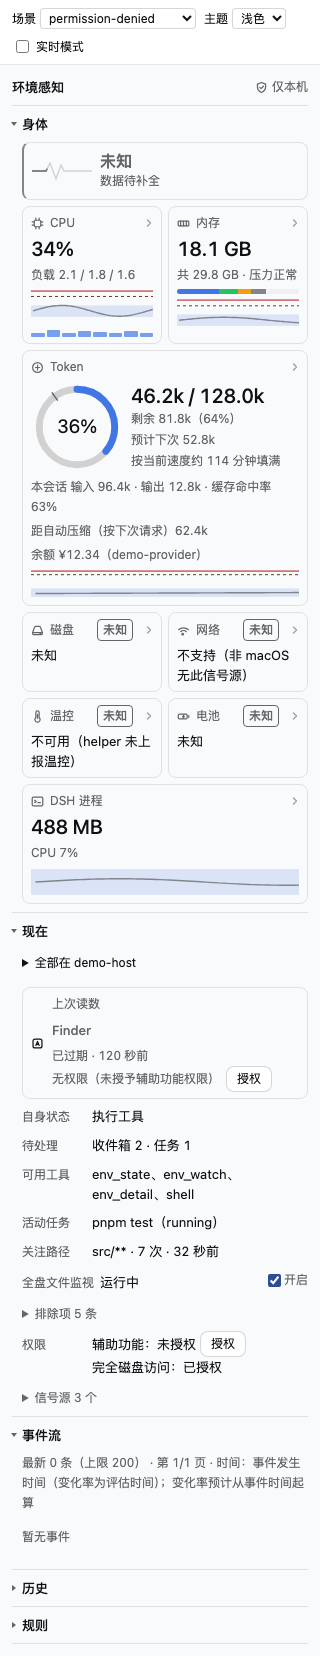 场景 permission-denied 主题 浅色
实时模式
环境感知 仅本机
身体
未知
数据待补全
CPU
34%
负载 2.1 / 1.8 / 1.6
内存
18.1 GB
共 29.8 GB · 压力正常
Token
36%
46.2k / 128.0k
剩余 81.8k（64%）
预计下次 52.8k
按当前速度约 114 分钟填满
本会话 输入 96.4k · 输出 12.8k · 缓存命中率
63%
距自动压缩（按下次请求）62.4k
余额 ¥12.34（demo-provider）
磁盘 未知
未知
网络 未知
不支持（非 macOS
无此信号源）
温控 未知
不可用（helper 未上
报温控）
电池 未知
未知
DSH 进程
488 MB
CPU 7%
现在
全部在 demo-host
上次读数
Finder
已过期 · 120 秒前
无权限（未授予辅助功能权限） 授权
自身状态 执行工具
待处理 收件箱 2 · 任务 1
可用工具 env_state、env_watch、
env_detail、shell
活动任务 pnpm test（running）
关注路径 src/** · 7 次 · 32 秒前
全盘文件监视 运行中 开启
排除项 5 条
权限 辅助功能：未授权 授权
完全磁盘访问：已授权
信号源 3 个
事件流
最新 0 条（上限 200） · 第 1/1 页 · 时间：事件发生
时间（变化率为评估时间）；变化率预计从事件时间起
算
暂无事件
历史
规则